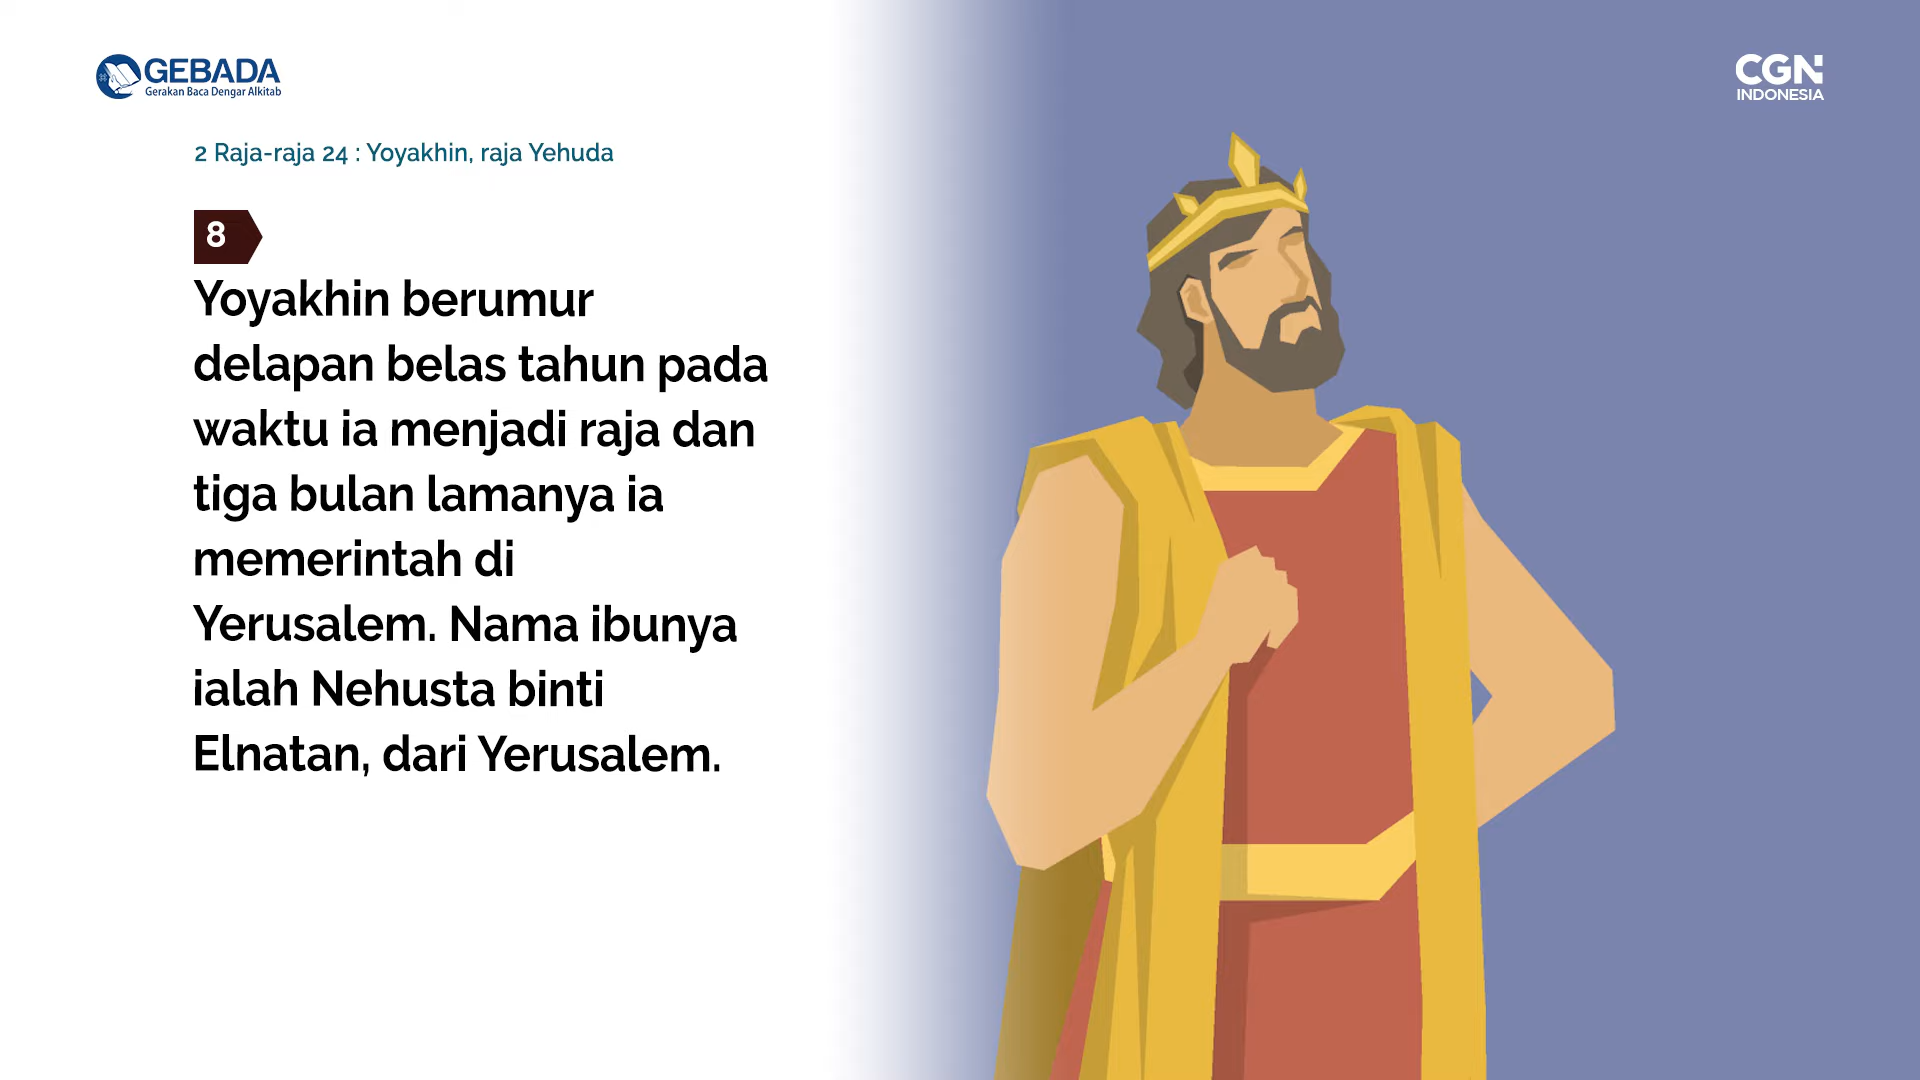 GEBADA
Gerakan Baca Dengar Alkitab
CGN
INDONESIA
2 Raja-raja 24 : Yoyakhin, raja Yehuda
8
Yoyakhin berumur
delapan belas tahun pada
waktu ia menjadi raja dan
tiga bulan lamanya ia
memerintah di
Yerusalem. Nama ibunya
ialah Nehusta binti
Elnatan, dari Yerusalem.